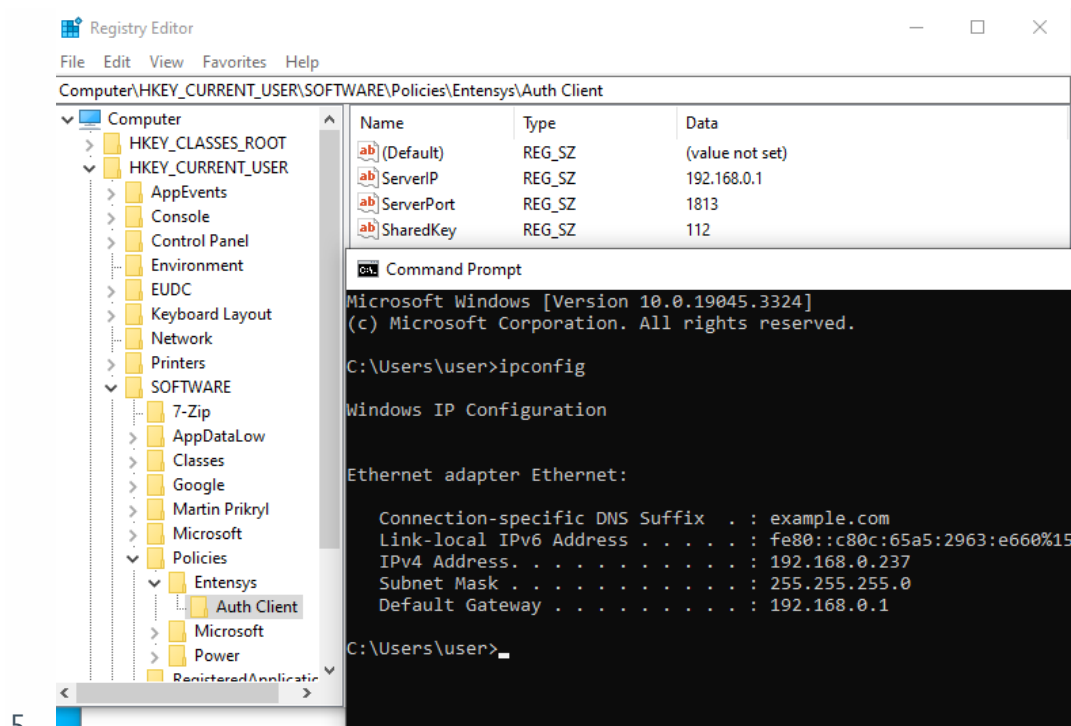 Registry Editor
File Edit View Favorites Help
Computer\HKEY_CURRENT_USER\SOFTWARE\Policies\Entensys\Auth Client
Computer
HKEY_CLASSES_ROOT
HKEY_CURRENT_USER
AppEvents
Console
Control Panel
Environment
EUDC
Keyboard Layout
Network
Printers
SOFTWARE
7-Zip
AppDataLow
Classes
Google
Martin Prikryl
Microsoft
Policies
Entensys
Auth Client
Microsoft
Power
RegisteredApplicatic
Name Type Data
ab (Default) REG_SZ (value not set)
ab ServerIP REG_SZ 192.168.0.1
ab ServerPort REG_SZ 1813
ab SharedKey REG_SZ 112
C:\. Command Prompt
Microsoft Windows [Version 10.0.19045.3324]
(c) Microsoft Corporation. All rights reserved.
C:\Users\user>ipconfig
Windows IP Configuration
Ethernet adapter Ethernet:
Connection-specific DNS Suffix . : example.com
Link-local IPv6 Address . . . . . : fe80::c80c:65a5:2963:e660%15
IPv4 Address. . . . . . . . . . . : 192.168.0.237
Subnet Mask . . . . . . . . . . . : 255.255.255.0
Default Gateway . . . . . . . . . : 192.168.0.1
C:\Users\user>
5